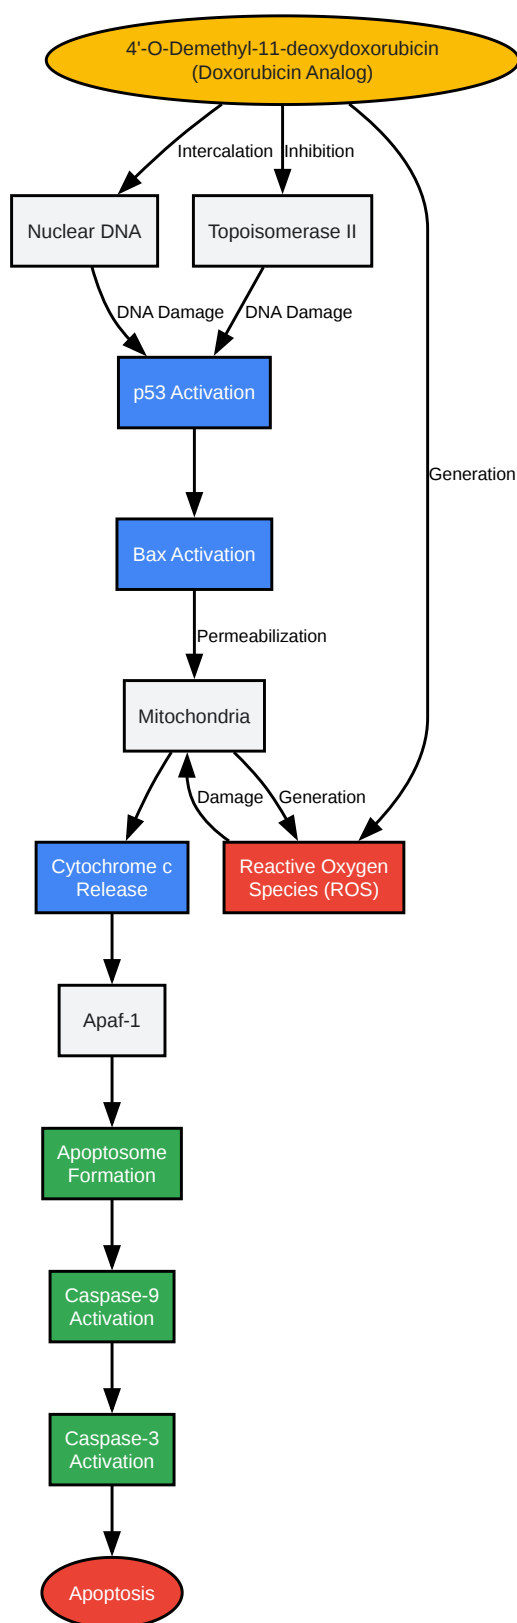 4'-O-Demethyl-11-deoxydoxorubicin
(Doxorubicin Analog)
Intercalation
Inhibition
Nuclear DNA
Topoisomerase II
DNA Damage
DNA Damage
p53 Activation
Generation
Bax Activation
Permeabilization
Mitochondria
Damage
Generation
Cytochrome c
Release
Reactive Oxygen
Species (ROS)
Apaf-1
Apoptosome
Formation
Caspase-9
Activation
Caspase-3
Activation
Apoptosis